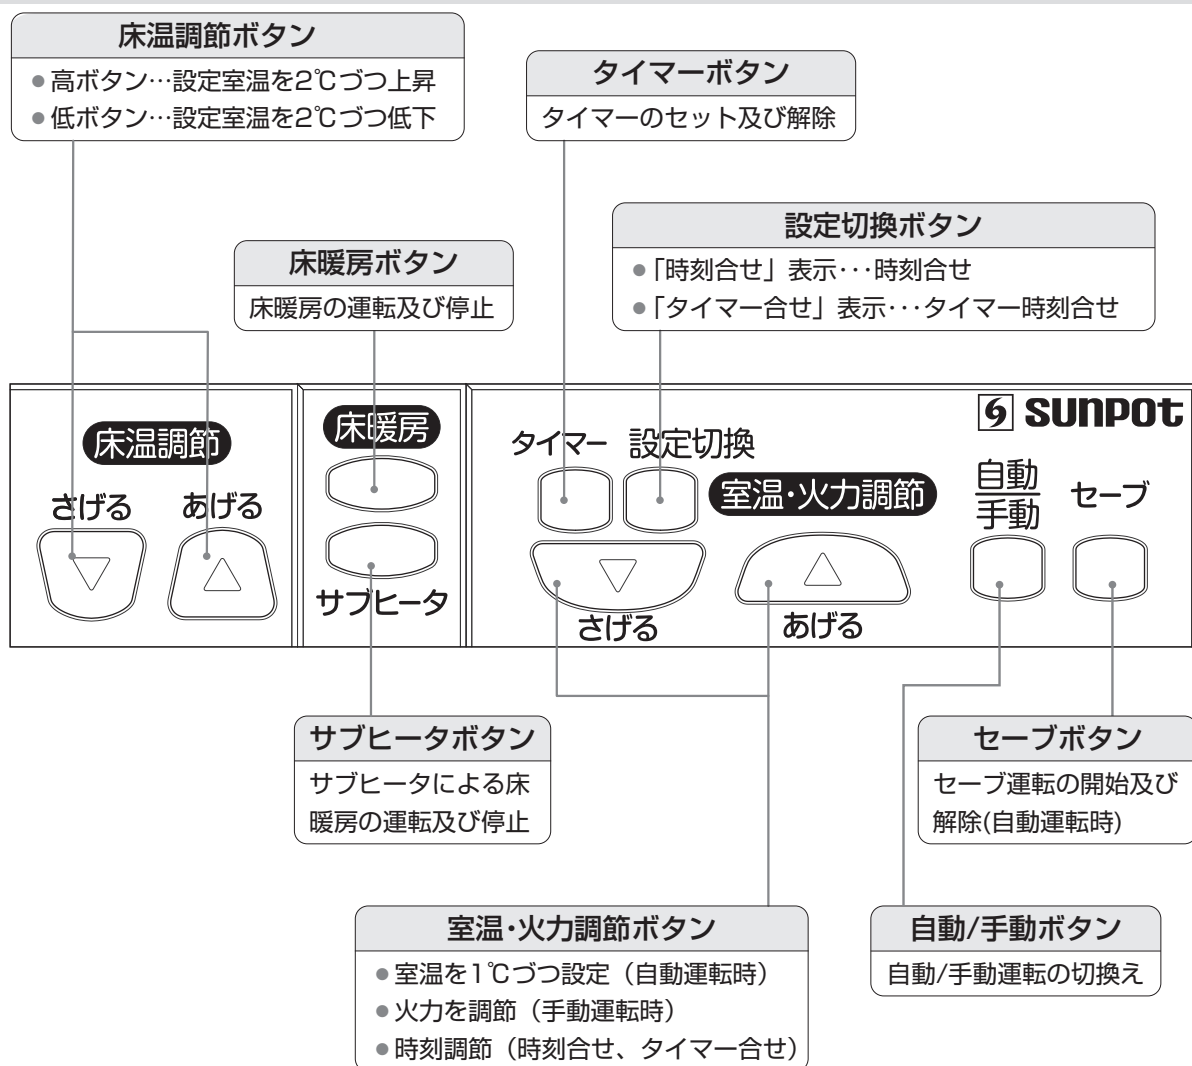 床温調節ボタン
●高ボタン…設定室温を2℃づつ上昇
●低ボタン…設定室温を2℃づつ低下
タイマーボタン
タイマーのセット及び解除
床暖房ボタン
床暖房の運転及び停止
設定切換ボタン
●「時刻合せ」表示･･･時刻合せ
●「タイマー合せ」表示･･･タイマー時刻合せ
床温調節
さげる
あげる
床暖房
サブヒータ
タイマー
設定切換
室温･火力調節
さげる
あげる
sunpot
自動
手動
セーブ
サブヒータボタン
サブヒータによる床
暖房の運転及び停止
セーブボタン
セーブ運転の開始及び
解除(自動運転時)
室温･火力調節ボタン
●室温を1℃づつ設定（自動運転時）
●火力を調節（手動運転時）
●時刻調節（時刻合せ、タイマー合せ）
自動/手動ボタン
自動/手動運転の切換え